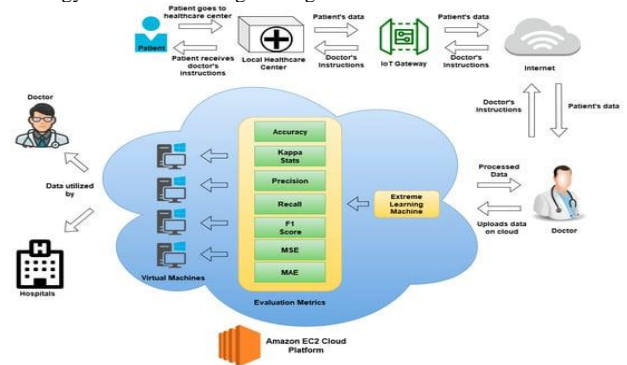 Patient goes to
healthcare center
Patient's data
Patient's data
Patient
Patient receives
doctor's
instructions
Local Healthcare
Center
Doctor's
Instructions
IoT Gateway
Doctor's
Instructions
Internet
Doctor
Doctor's
Instructions
Patient's data
Accuracy
Kappa
Stats
Precision
Recall
F1
Score
MSE
MAE
Extreme
Learning
Machine
Processed
Data
Uploads data
on cloud
Doctor
Data utilized
by
H
Hospitals
Virtual Machines
Evaluation Metrics
Amazon EC2 Cloud
Platform